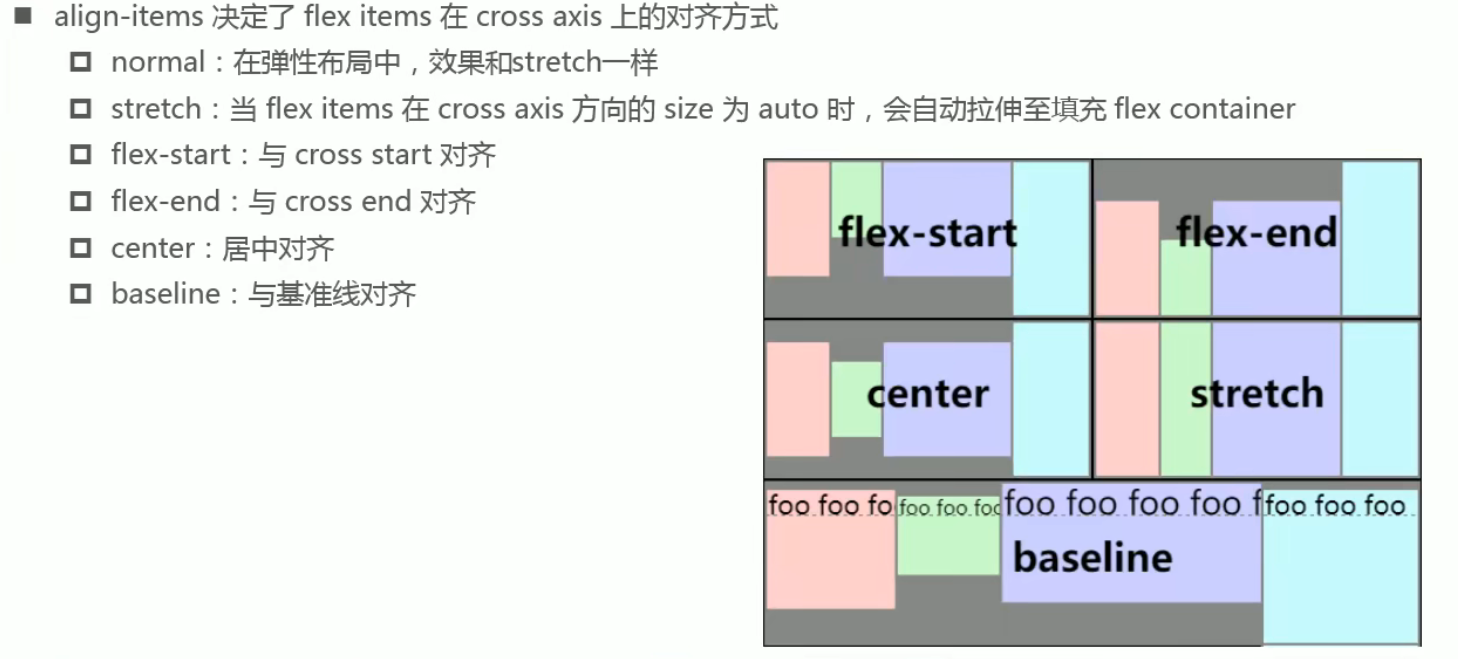 align-items 决定了 flex items 在 cross axis 上的对齐方式
normal：在弹性布局中，效果和stretch一样
stretch：当 flex items 在 cross axis 方向的 size 为 auto 时，会自动拉伸至填充 flex container
flex-start：与 cross start 对齐
flex-end：与 cross end 对齐
center：居中对齐
baseline：与基准线对齐
flex-start
flex-end
center
stretch
foo foo fo
foo foo foo
foo foo foo foo f
foo foo foo
baseline